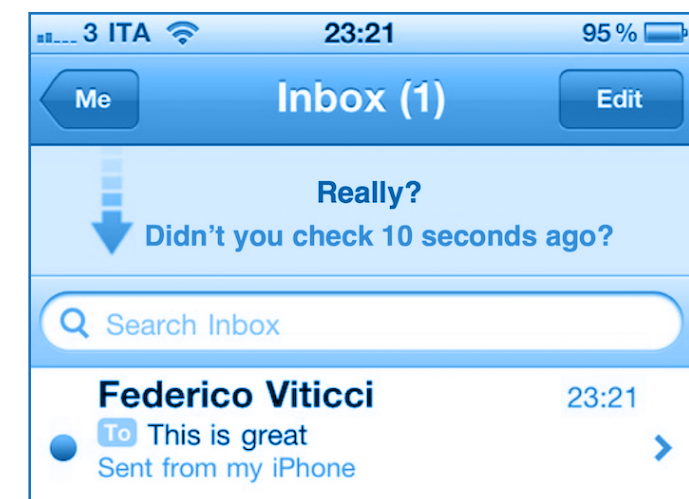 3 ITA 23:21 95 %
Me Inbox (1) Edit
Really?
Didn’t you check 10 seconds ago?
Search Inbox
Federico Viticci 23:21
To This is great
Sent from my iPhone